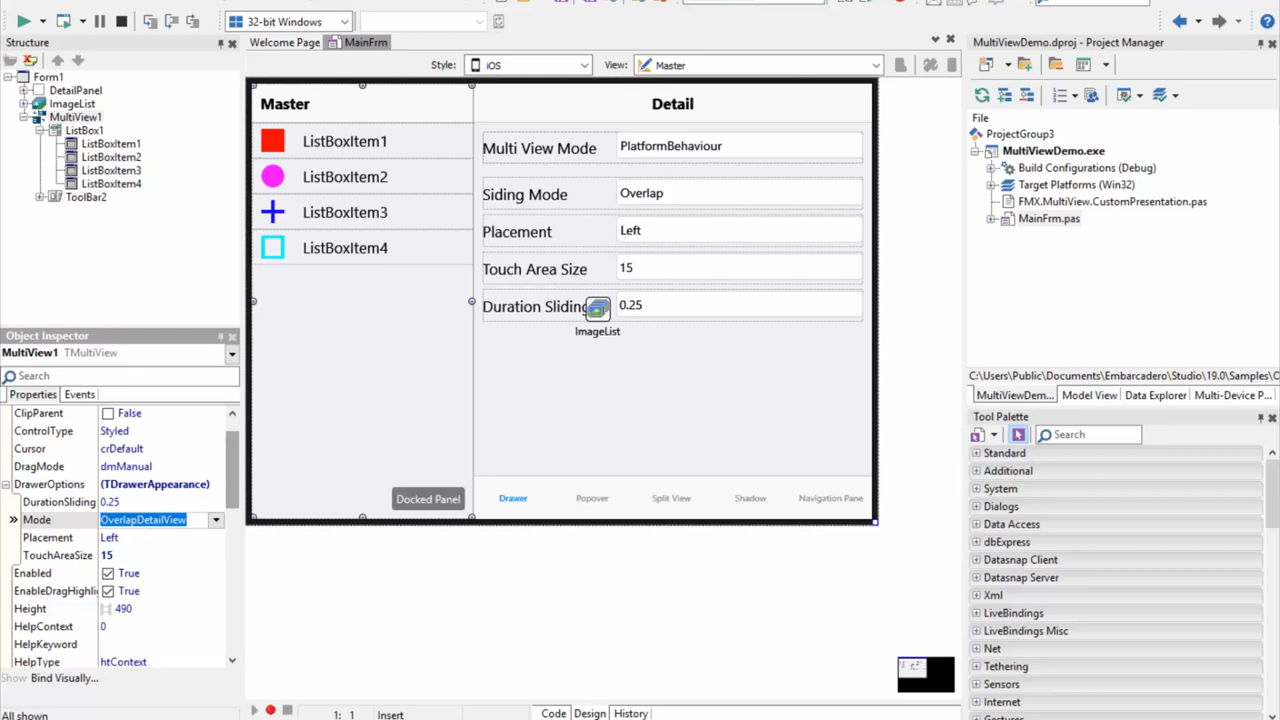 32-bit Windows
Structure
Welcome Page
MainFrm
MultiViewDemo.dproj - Project Manager
Style:
iOS
View:
Master
Form1
DetailPanel
ImageList
MultiView1
ListBox1
ListBoxItem1
ListBoxItem2
ListBoxItem3
ListBoxItem4
ToolBar2
Master
Detail
ListBoxItem1
ListBoxItem2
ListBoxItem3
ListBoxItem4
Multi View Mode
PlatformBehaviour
Siding Mode
Overlap
Placement
Left
Touch Area Size
15
Duration Sliding
0.25
ImageList
Docked Panel
Drawer
Popover
Split View
Shadow
Navigation Pane
File
ProjectGroup3
MultiViewDemo.exe
Build Configurations (Debug)
Target Platforms (Win32)
FMX.MultiView.CustomPresentation.pas
MainFrm.pas
Object Inspector
MultiView1 TMultiView
Search
Properties
Events
ClipParent
False
ControlType
Styled
Cursor
crDefault
DragMode
dmManual
DrawerOptions
(TDrawerAppearance)
DurationSliding
0.25
Mode
OverlapDetailView
Placement
Left
TouchAreaSize
15
Enabled
True
EnableDragHighli
True
Height
490
HelpContext
0
HelpKeyword
HelpType
htContext
Show Bind Visually...
All shown
1: 1
Insert
Code
Design
History
C:\Users\Public\Documents\Embarcadero\Studio\19.0\Samples\O
MultiViewDem...
Model View
Data Explorer
Multi-Device P...
Tool Palette
Search
Standard
Additional
System
Dialogs
Data Access
dbExpress
Datasnap Client
Datasnap Server
Xml
LiveBindings
LiveBindings Misc
Net
Tethering
Sensors
Internet